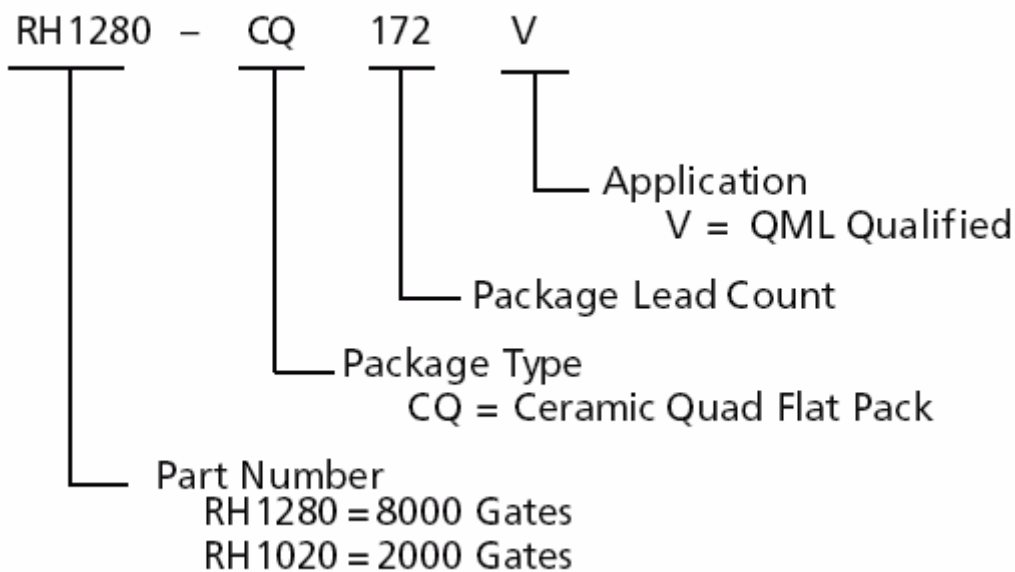 RH1280 – CQ 172 V
Application
V = QML Qualified
Package Lead Count
Package Type
CQ = Ceramic Quad Flat Pack
Part Number
RH1280 = 8000 Gates
RH1020 = 2000 Gates